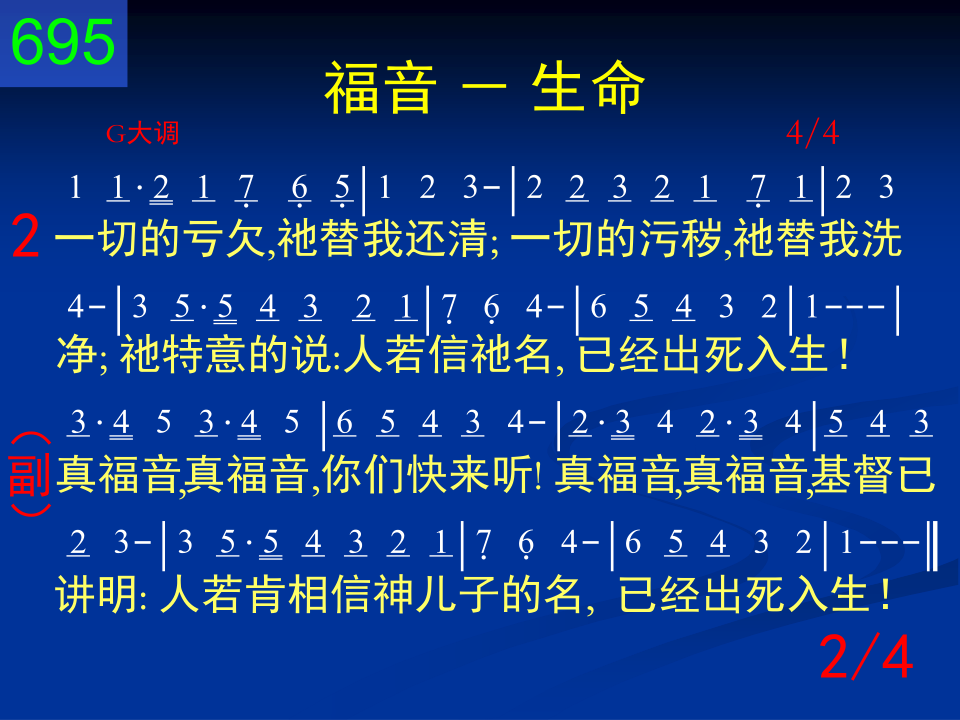 695
福音 － 生命
G大调 4/4
1 1·2 1 7 6 5|1 2 3-|2 2 3 2 1 7 1|2 3
2 一切的亏欠,祂替我还清; 一切的污秽,祂替我洗
4-|3 5·5 4 3 2 1|7 6 4-|6 5 4 3 2|1---|
净; 祂特意的说:人若信祂名, 已经出死入生!
3·4 5 3·4 5|6 5 4 3 4-|2·3 4 2·3 4|5 4 3
(副) 真福音,真福音,你们快来听! 真福音,真福音,基督已
2 3-|3 5·5 4 3 2 1|7 6 4-|6 5 4 3 2|1---‖
讲明: 人若肯相信神儿子的名, 已经出死入生!
2/4